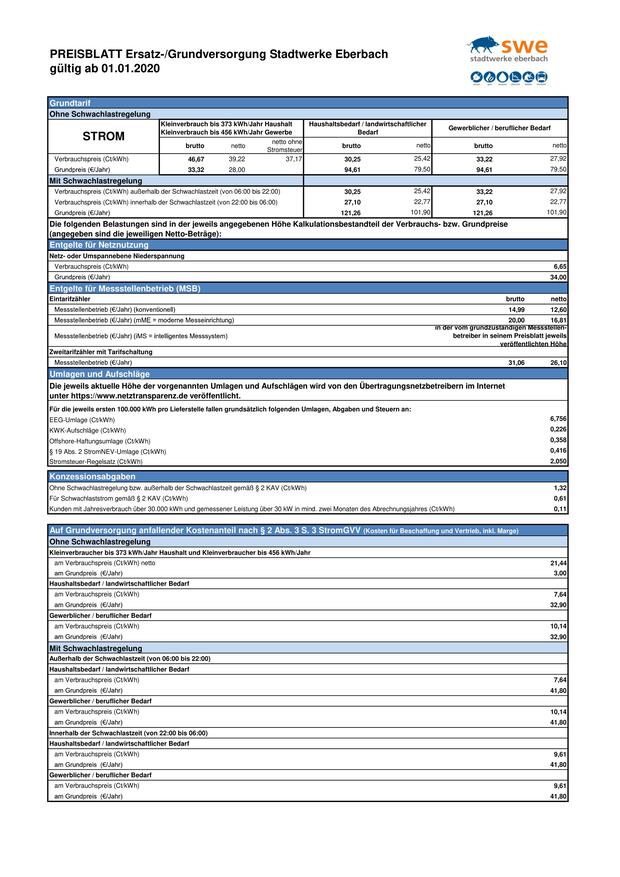 PREISBLATT Ersatz-/Grundversorgung Stadtwerke Eberbach
gültig ab 01.01.2020
swe
stadtwerke eberbach
Grundtarif
Ohne Schwachlastregelung
STROM
Kleinverbrauch bis 373 kWh/Jahr Haushalt
Kleinverbrauch bis 456 kWh/Jahr Gewerbe
Haushaltsbedarf / landwirtschaftlicher Bedarf
Gewerblicher / beruflicher Bedarf
brutto netto netto ohne Stromsteuer brutto netto brutto netto
Verbrauchspreis (Ct/kWh) 46,67 39,22 37,17 30,25 25,42 33,22 27,92
Grundpreis (€/Jahr) 33,32 28,00 94,61 79,50 94,61 79,50
Mit Schwachlastregelung
Verbrauchspreis (Ct/kWh) außerhalb der Schwachlastzeit (von 06:00 bis 22:00) 30,25 25,42 33,22 27,92
Verbrauchspreis (Ct/kWh) innerhalb der Schwachlastzeit (von 22:00 bis 06:00) 27,10 22,77 27,10 22,77
Grundpreis (€/Jahr) 121,26 101,90 121,26 101,90
Die folgenden Belastungen sind in der jeweils angegebenen Höhe Kalkulationsbestandteil der Verbrauchs- bzw. Grundpreise
(angegeben sind die jeweiligen Netto-Beträge):
Entgelte für Netznutzung
Netz- oder Umspannebene Niederspannung
Verbrauchspreis (Ct/kWh) 6,65
Grundpreis (€/Jahr) 34,00
Entgelte für Messstellenbetrieb (MSB)
Eintarifzähler brutto netto
Messstellenbetrieb (€/Jahr) (konventionell) 14,99 12,60
Messstellenbetrieb (€/Jahr) (mME = moderne Messeinrichtung) 20,00 16,81
Messstellenbetrieb (€/Jahr) (iMS = intelligentes Messsystem) in der vom grundzuständigen Messstellen-
betreiber in seinem Preisblatt jeweils
veröffentlichten Höhe
Zweitarifzähler mit Tarifschaltung
Messstellenbetrieb (€/Jahr) 31,06 26,10
Umlagen und Aufschläge
Die jeweils aktuelle Höhe der vorgenannten Umlagen und Aufschlägen wird von den Übertragungsnetzbetreibern im Internet
unter https://www.netztransparenz.de veröffentlicht.
Für die jeweils ersten 100.000 kWh pro Lieferstelle fallen grundsätzlich folgenden Umlagen, Abgaben und Steuern an:
EEG-Umlage (Ct/kWh) 6,756
KWK-Aufschläge (Ct/kWh) 0,226
Offshore-Haftungsumlage (Ct/kWh) 0,358
§ 19 Abs. 2 StromNEV-Umlage (Ct/kWh) 0,416
Stromsteuer-Regelsatz (Ct/kWh) 2,050
Konzessionsabgaben
Ohne Schwachlastregelung bzw. außerhalb der Schwachlastzeit gemäß § 2 KAV (Ct/kWh) 1,32
Für Schwachlaststrom gemäß § 2 KAV (Ct/kWh) 0,61
Kunden mit Jahresverbrauch über 30.000 kWh und gemessener Leistung über 30 kW in mind. zwei Monaten des Abrechnungsjahres (Ct/kWh) 0,11
Auf Grundversorgung anfallender Kostenanteil nach § 2 Abs. 3 S. 3 StromGVV (Kosten für Beschaffung und Vertrieb, inkl. Marge)
Ohne Schwachlastregelung
Kleinverbraucher bis 373 kWh/Jahr Haushalt und Kleinverbraucher bis 456 kWh/Jahr
am Verbrauchspreis (Ct/kWh) netto 21,44
am Grundpreis (€/Jahr) 3,00
Haushaltsbedarf / landwirtschaftlicher Bedarf
am Verbrauchspreis (Ct/kWh) 7,64
am Grundpreis (€/Jahr) 32,90
Gewerblicher / beruflicher Bedarf
am Verbrauchspreis (Ct/kWh) 10,14
am Grundpreis (€/Jahr) 32,90
Mit Schwachlastregelung
Außerhalb der Schwachlastzeit (von 06:00 bis 22:00)
Haushaltsbedarf / landwirtschaftlicher Bedarf
am Verbrauchspreis (Ct/kWh) 7,64
am Grundpreis (€/Jahr) 41,80
Gewerblicher / beruflicher Bedarf
am Verbrauchspreis (Ct/kWh) 10,14
am Grundpreis (€/Jahr) 41,80
Innerhalb der Schwachlastzeit (von 22:00 bis 06:00)
Haushaltsbedarf / landwirtschaftlicher Bedarf
am Verbrauchspreis (Ct/kWh) 9,61
am Grundpreis (€/Jahr) 41,80
Gewerblicher / beruflicher Bedarf
am Verbrauchspreis (Ct/kWh) 9,61
am Grundpreis (€/Jahr) 41,80